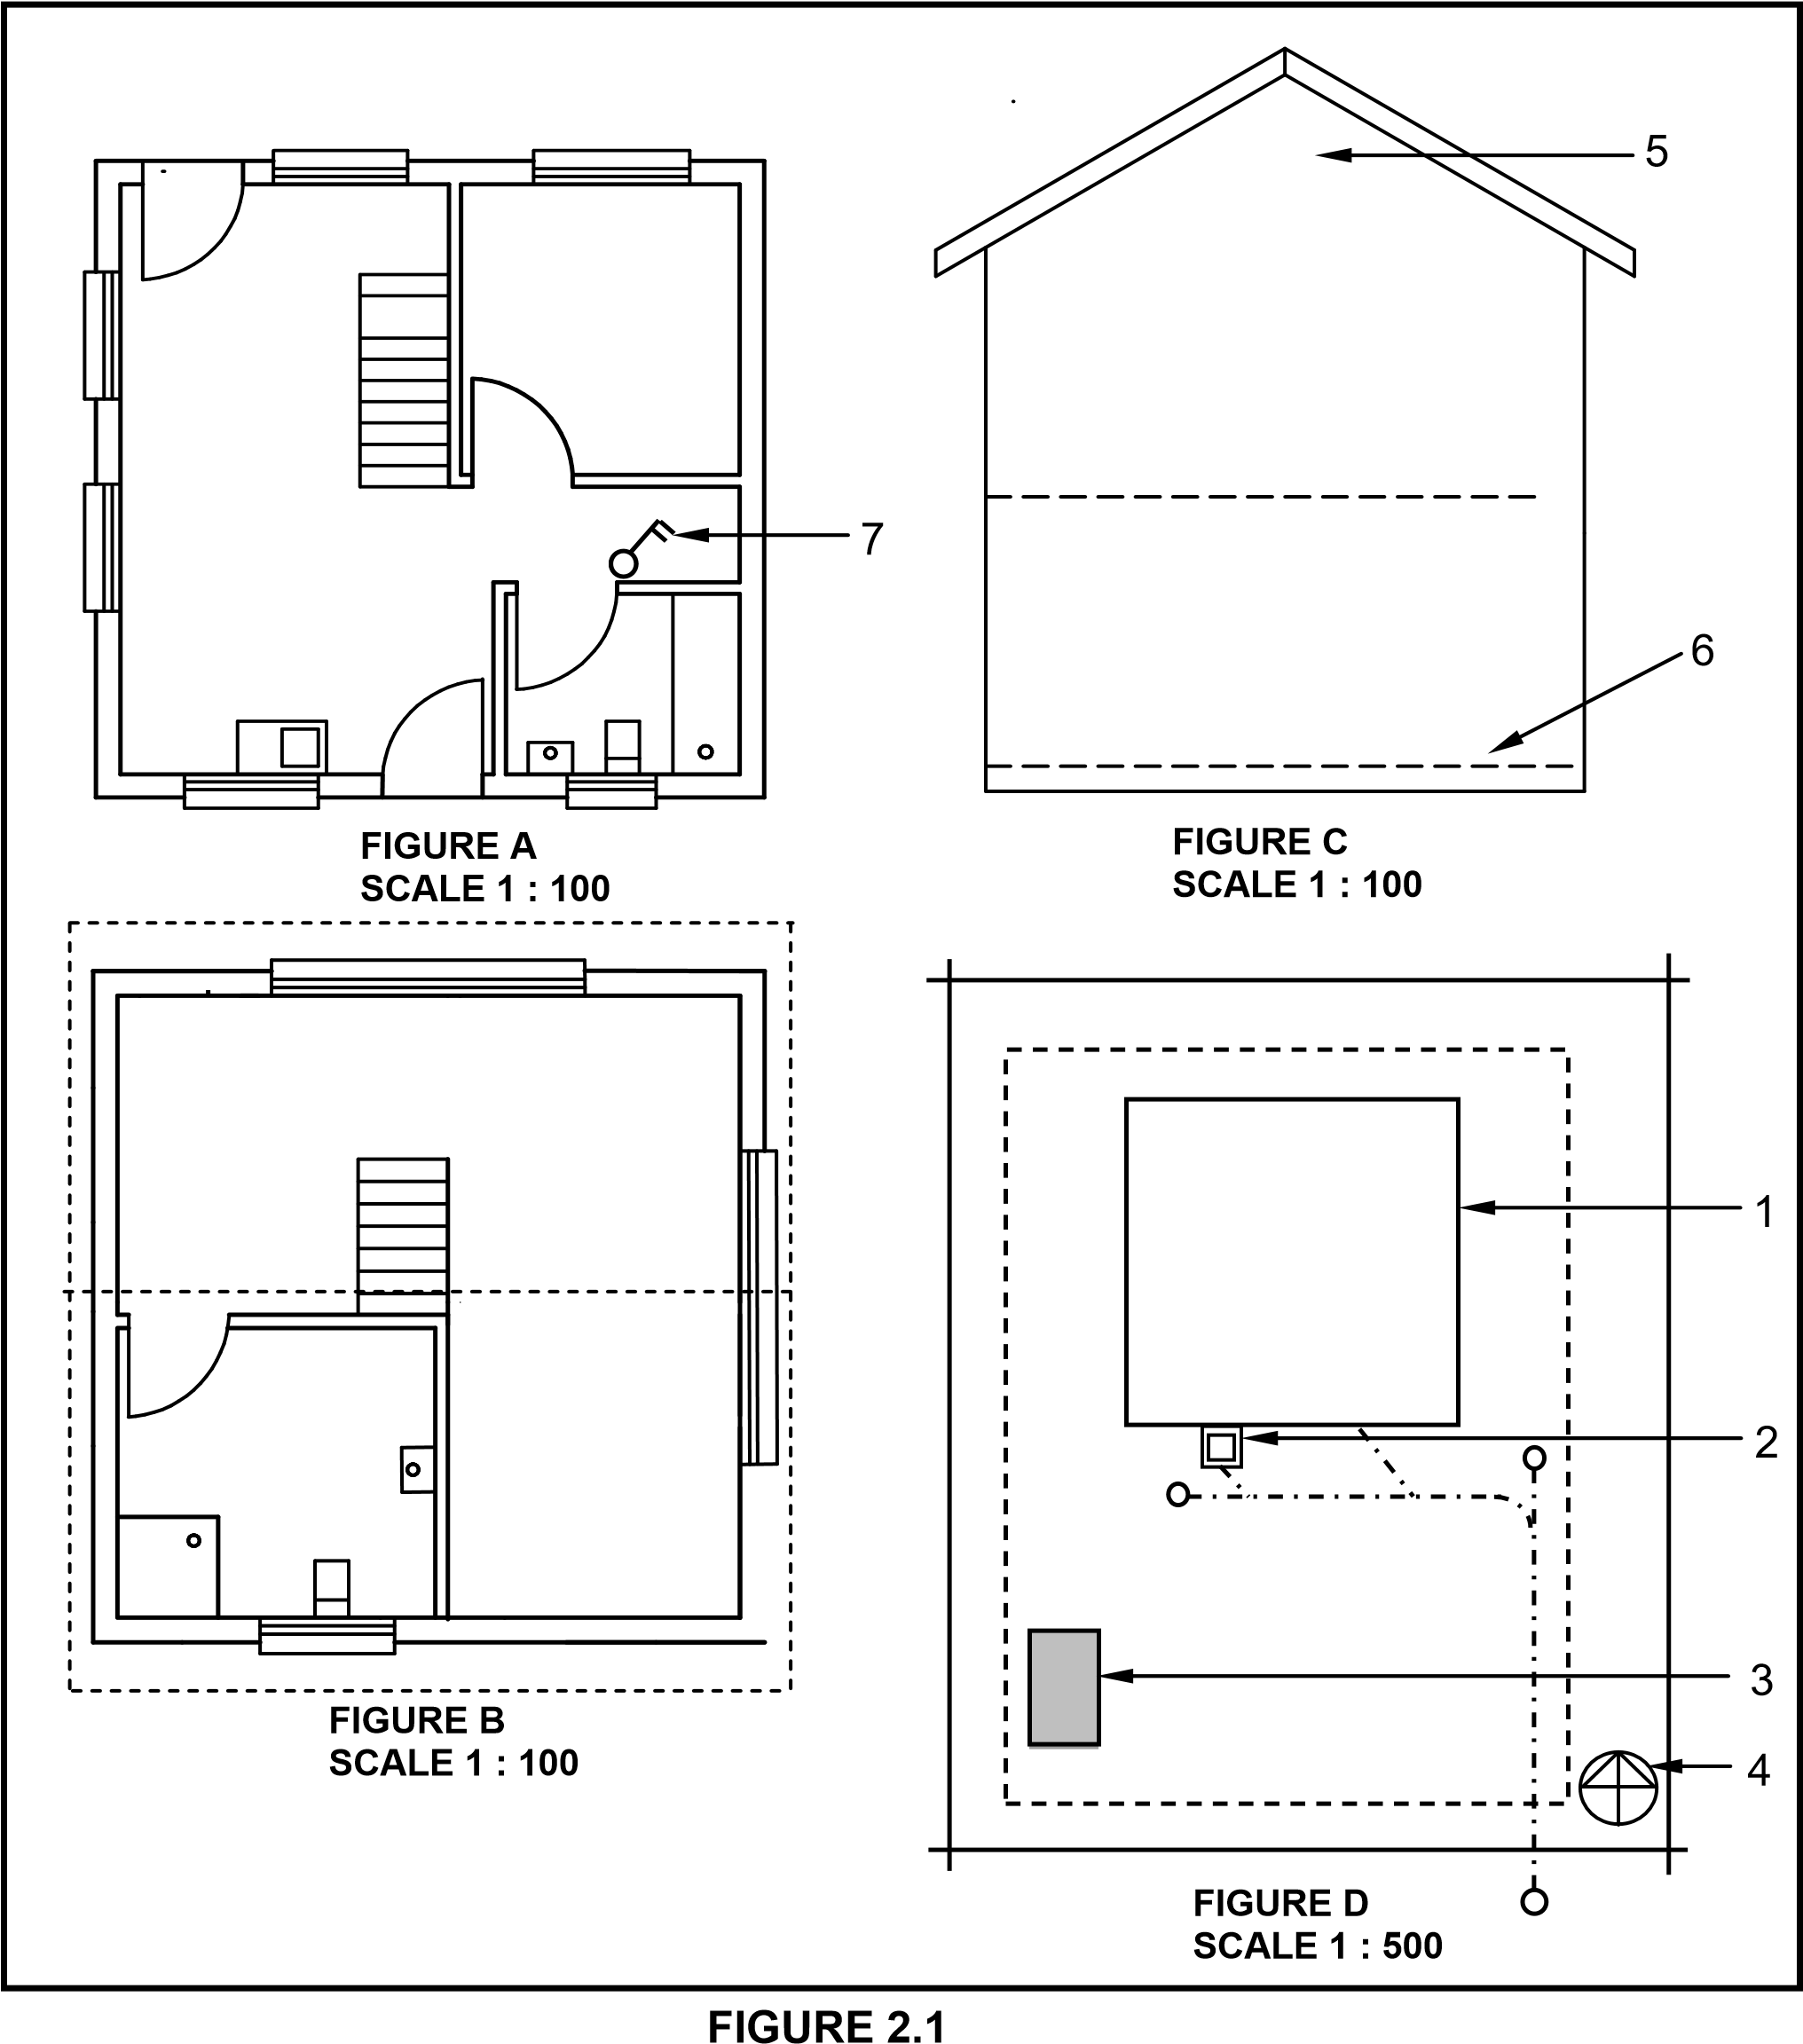 5
7
6
FIGURE A
SCALE 1 : 100
FIGURE C
SCALE 1 : 100
1
2
3
4
FIGURE B
SCALE 1 : 100
FIGURE D
SCALE 1 : 500
FIGURE 2.1